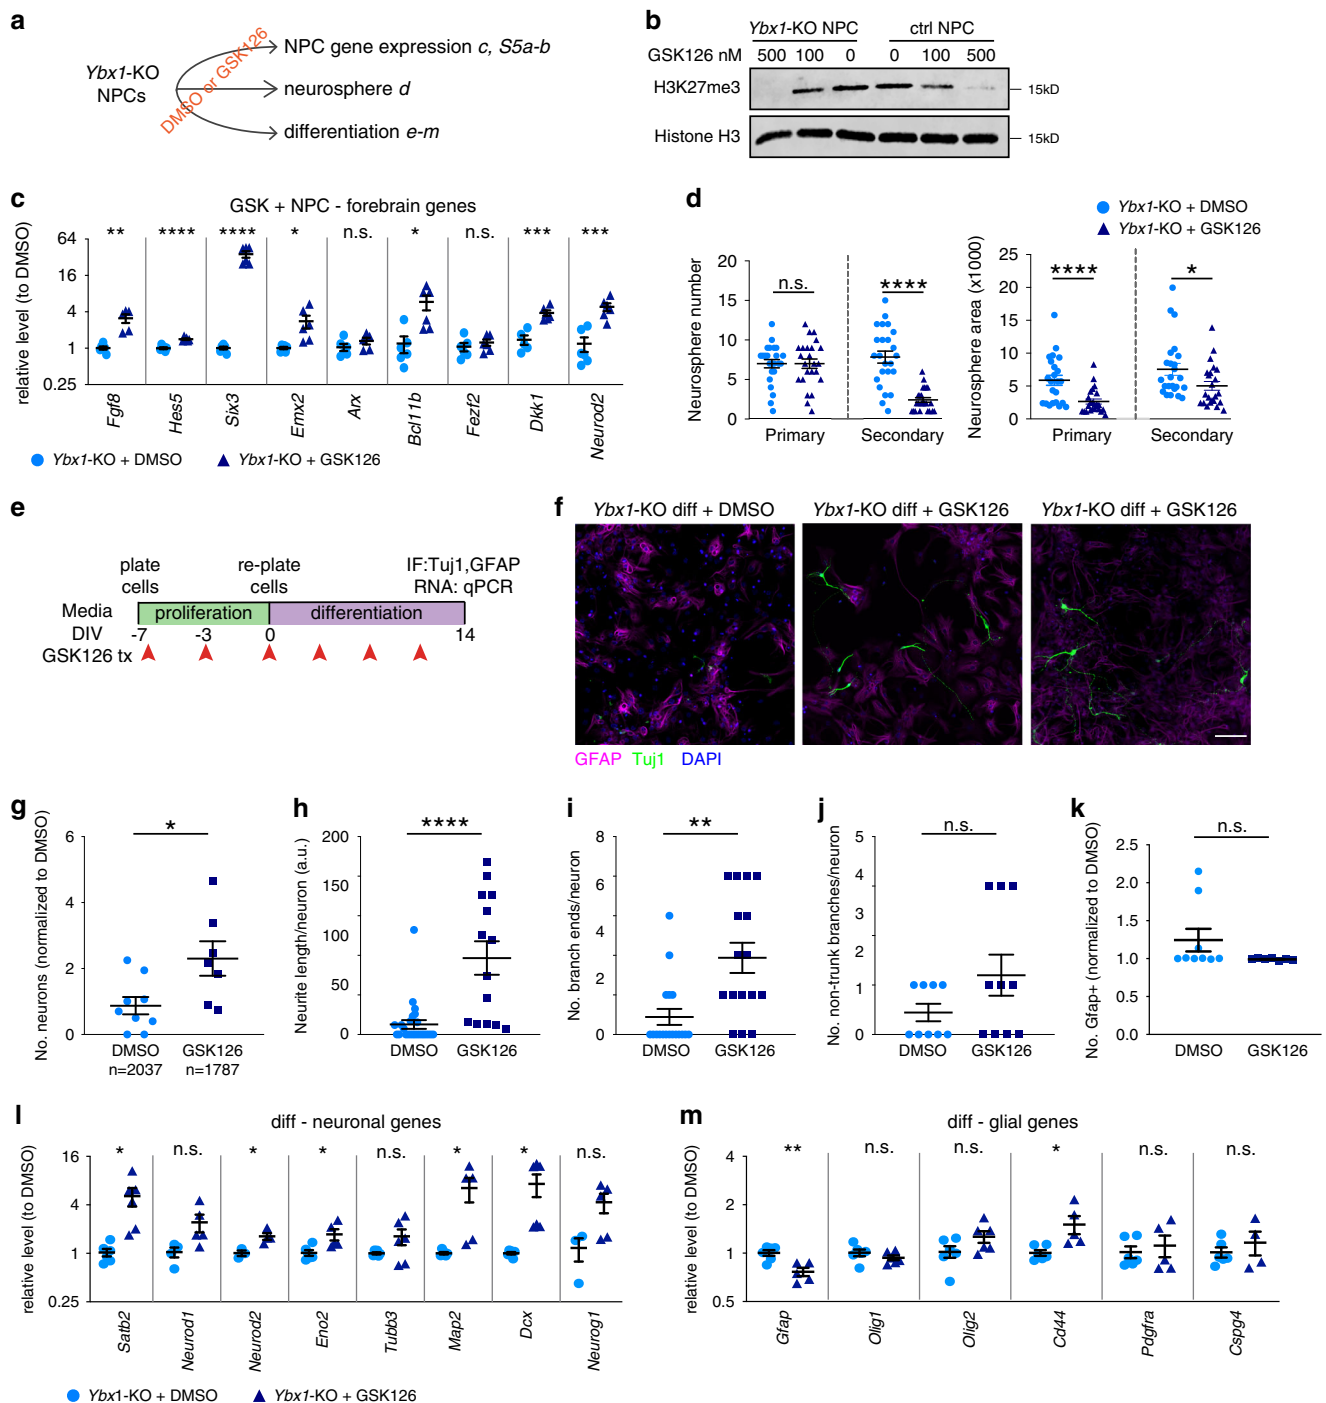 a
Ybx1-KO
NPCs
DMSO or GSK126
NPC gene expression c, S5a-b
neurosphere d
differentiation e-m
b
Ybx1-KO NPC
ctrl NPC
GSK126 nM 500 100 0 0 100 500
H3K27me3
15kD
Histone H3
15kD
c
GSK + NPC - forebrain genes
relative level (to DMSO)
64
16
4
1
0.25
** **** **** * n.s. * n.s. *** ***
Fgf8 Hes5 Six3 Emx2 Arx Bcl11b Fezf2 Dkk1 Neurod2
Ybx1-KO + DMSO Ybx1-KO + GSK126
d
Ybx1-KO + DMSO
Ybx1-KO + GSK126
Neurosphere number
20
15
10
5
0
n.s. ****
Primary Secondary
Neurosphere area (x1000)
25
20
15
10
5
0
**** *
Primary Secondary
e
plate
cells
re-plate
cells
IF:Tuj1,GFAP
RNA: qPCR
Media proliferation differentiation
DIV -7 -3 0 14
GSK126 tx
f
Ybx1-KO diff + DMSO Ybx1-KO diff + GSK126 Ybx1-KO diff + GSK126
GFAP Tuj1 DAPI
g
No. neurons (normalized to DMSO)
6
4
2
0
*
DMSO GSK126
n=2037 n=1787
h
Neurite length/neuron (a.u.)
200
150
100
50
0
****
DMSO GSK126
i
No. branch ends/neuron
8
6
4
2
0
**
DMSO GSK126
j
No. non-trunk branches/neuron
5
4
3
2
1
0
n.s.
DMSO GSK126
k
No. Gfap+ (normalized to DMSO)
2.5
2.0
1.5
1.0
0.5
0.0
n.s.
DMSO GSK126
l
diff - neuronal genes
relative level (to DMSO)
16
4
1
0.25
* n.s. * * n.s. * * n.s.
Satb2 Neurod1 Neurod2 Eno2 Tubb3 Map2 Dcx Neurog1
Ybx1-KO + DMSO Ybx1-KO + GSK126
m
diff - glial genes
relative level (to DMSO)
4
2
1
0.5
** n.s. n.s. * n.s. n.s.
Gfap Olig1 Olig2 Cd44 Pdgfra Cspg4